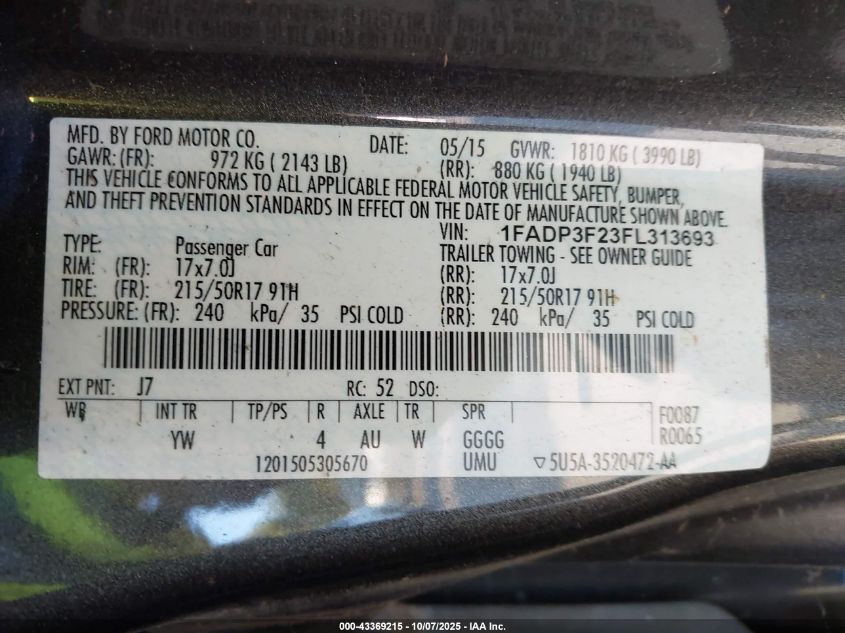 MFD. BY FORD MOTOR CO. DATE: 05/15 GVWR: 1810 KG ( 3990 LB)
GAWR: (FR): 972 KG ( 2143 LB) (RR): 880 KG ( 1940 LB)
THIS VEHICLE CONFORMS TO ALL APPLICABLE FEDERAL MOTOR VEHICLE SAFETY, BUMPER,
AND THEFT PREVENTION STANDARDS IN EFFECT ON THE DATE OF MANUFACTURE SHOWN ABOVE.
VIN: 1FADP3F23FL313693
TYPE: Passenger Car TRAILER TOWING - SEE OWNER GUIDE
RIM: (FR): 17x7.0J (RR): 17x7.0J
TIRE: (FR): 215/50R17 91H (RR): 215/50R17 91H
PRESSURE: (FR): 240 kPa/ 35 PSI COLD (RR): 240 kPa/ 35 PSI COLD
EXT PNT: J7 RC: 52 DSO:
WB INT TR TP/PS R AXLE TR SPR F0087
YW 4 AU W GGGG R0065
1201505305670 UMU ▽5U5A-3520472-AA
000-43369215 - 10/07/2025 - IAA Inc.